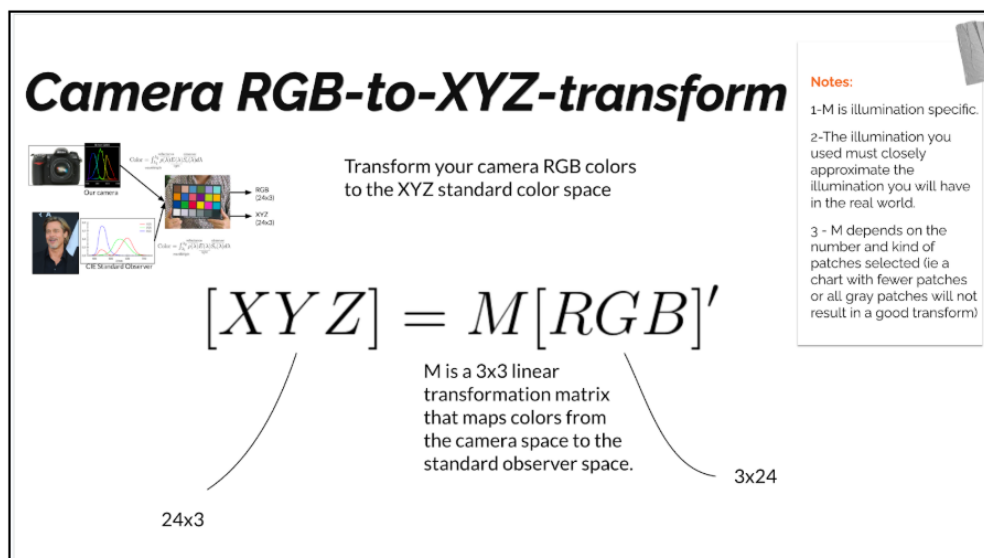 Camera RGB-to-XYZ-transform
Our camera
CIE Standard Observer
RGB
(24x3)
XYZ
(24x3)
Transform your camera RGB colors
to the XYZ standard color space
[XYZ] = M[RGB]′
M is a 3x3 linear
transformation matrix
that maps colors from
the camera space to the
standard observer space.
24x3
3x24
Notes:
1-M is illumination specific.
2-The illumination you
used must closely
approximate the
illumination you will have
in the real world.
3 - M depends on the
number and kind of
patches selected (ie a
chart with fewer patches
or all gray patches will not
result in a good transform)